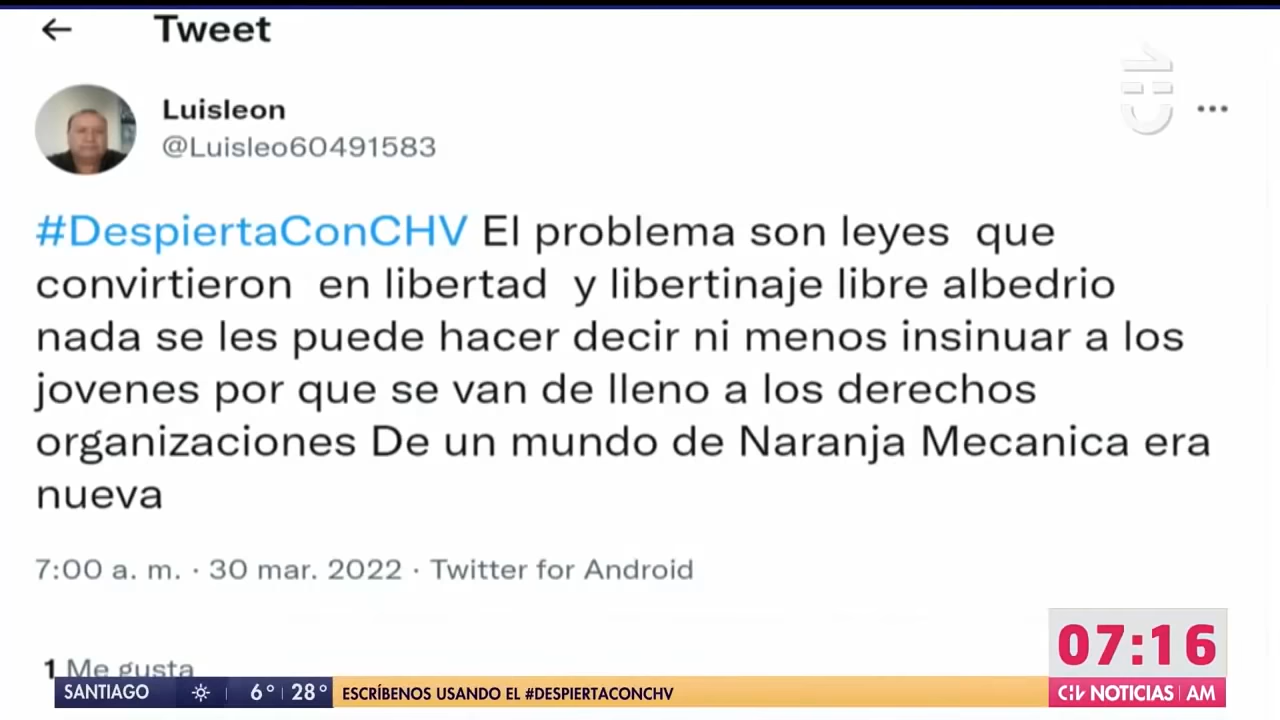 Tweet
Luisleon
@Luisleo60491583
#DespiertaConCHV El problema son leyes que
convirtieron en libertad y libertinaje libre albedrio
nada se les puede hacer decir ni menos insinuar a los
jovenes por que se van de lleno a los derechos
organizaciones De un mundo de Naranja Mecanica era
nueva
7:00 a. m. · 30 mar. 2022 · Twitter for Android
1 Me gusta
07:16
SANTIAGO 6° 28° ESCRÍBENOS USANDO EL #DESPIERTACONCHV
CHV NOTICIAS AM